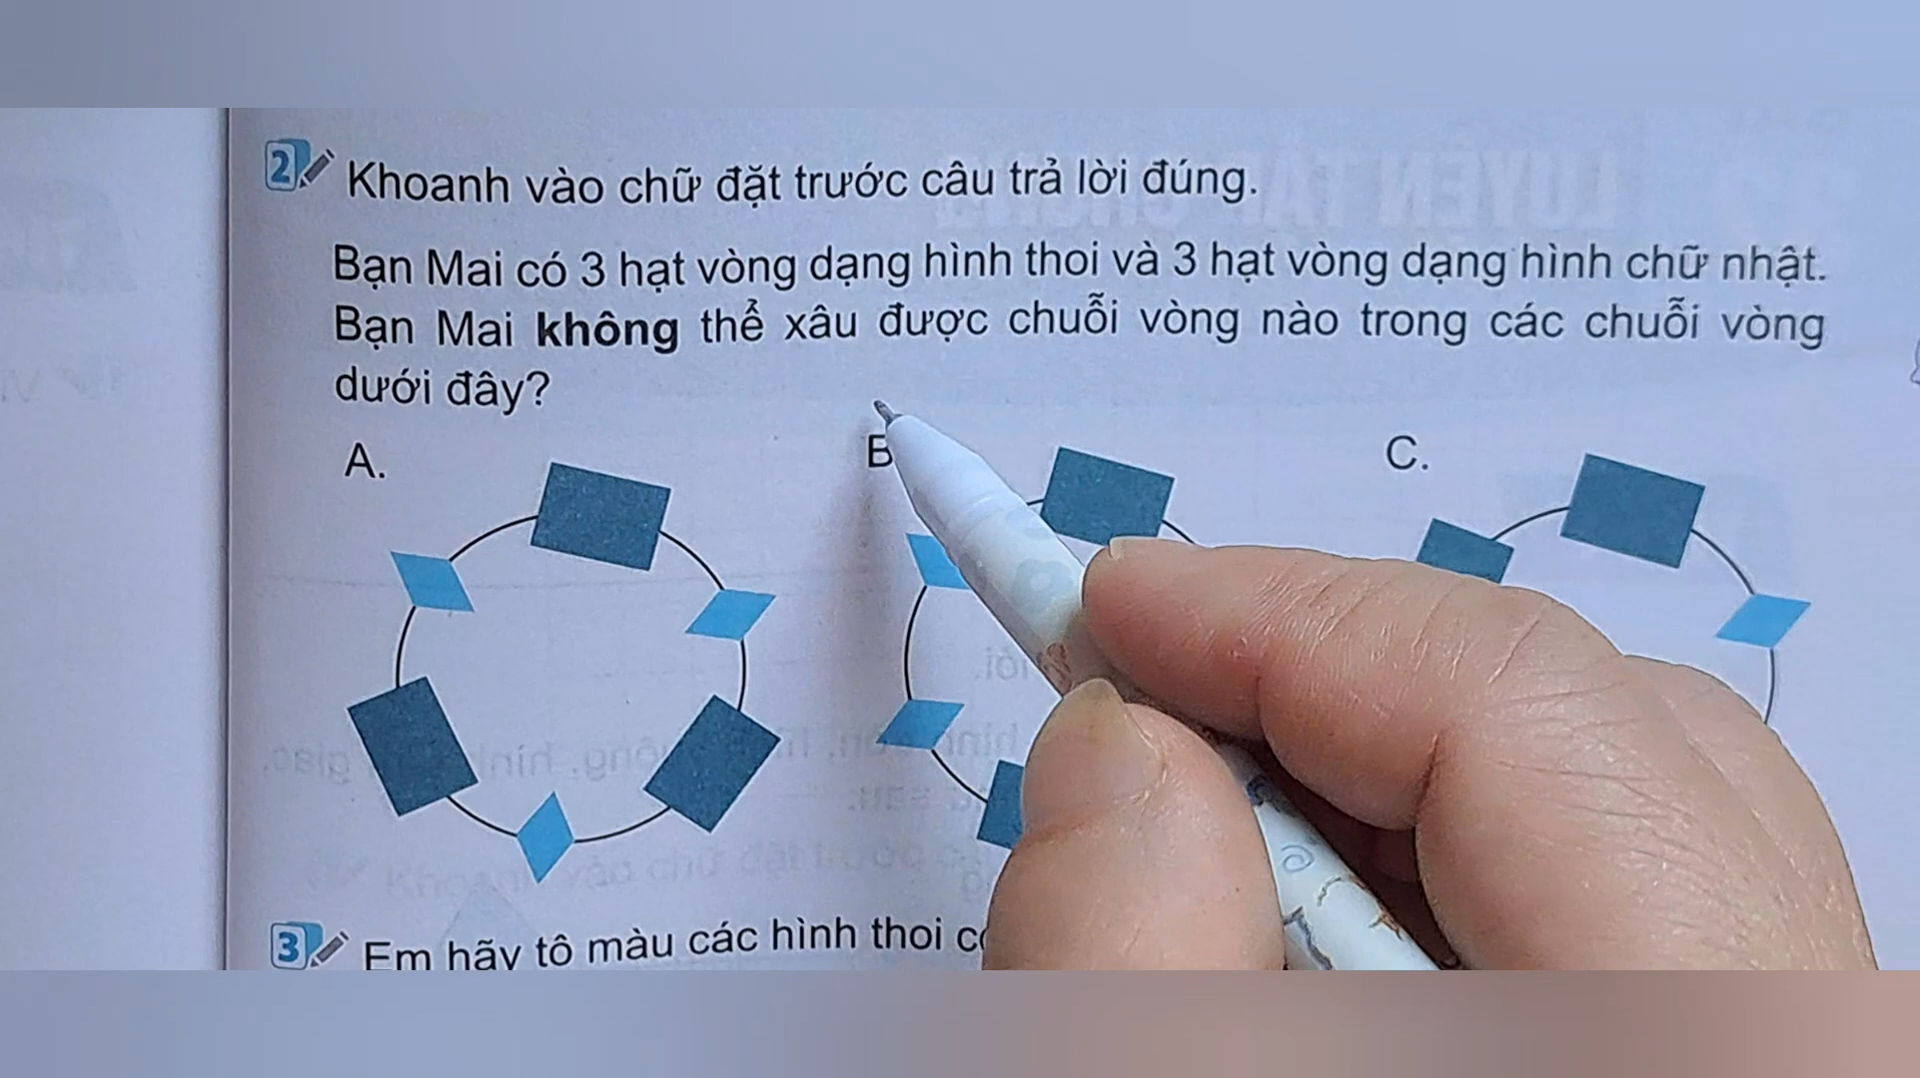 2 Khoanh vào chữ đặt trước câu trả lời đúng.
Bạn Mai có 3 hạt vòng dạng hình thoi và 3 hạt vòng dạng hình chữ nhật.
Bạn Mai không thể xâu được chuỗi vòng nào trong các chuỗi vòng
dưới đây?
A.
B
C.
3 Em hãy tô màu các hình thoi